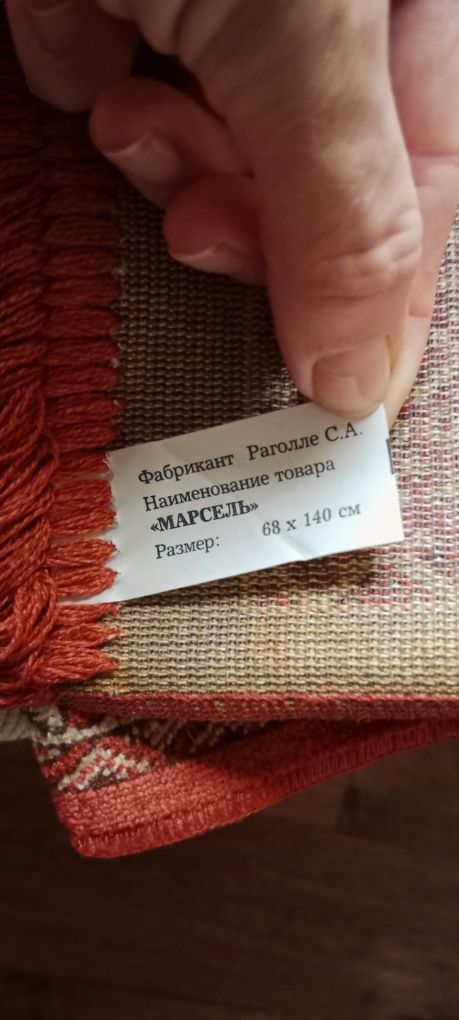 Фабрикант Раголле С.А.
Наименование товара
«МАРСЕЛЬ»
Размер: 68 х 140 см